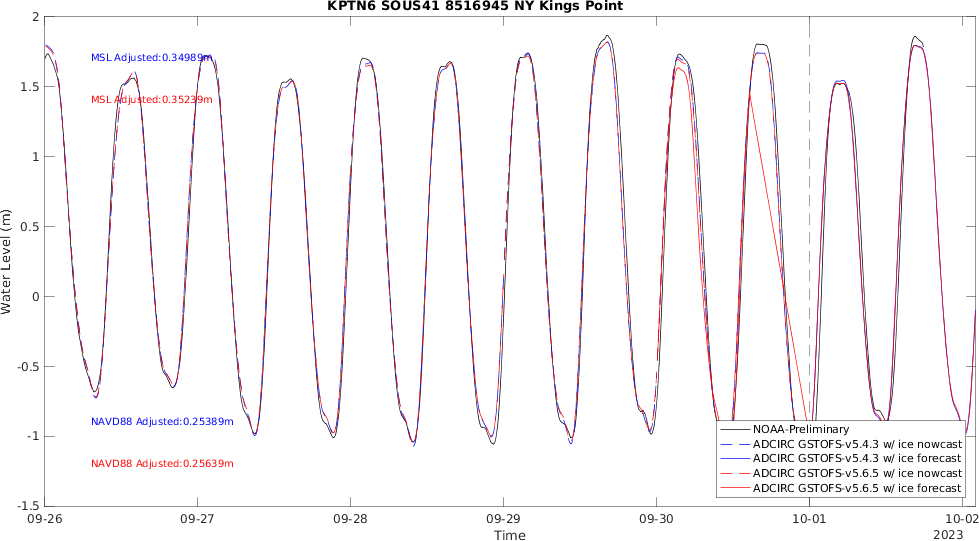 KPTN6 SOUS41 8516945 NY Kings Point
2
1.5
1
0.5
0
-0.5
-1
-1.5
Water Level (m)
MSL Adjusted:0.34989m
MSL Adjusted:0.35239m
NAVD88 Adjusted:0.25389m
NAVD88 Adjusted:0.25639m
NOAA-Preliminary
ADCIRC GSTOFS-v5.4.3 w/ ice nowcast
ADCIRC GSTOFS-v5.4.3 w/ ice forecast
ADCIRC GSTOFS-v5.6.5 w/ ice nowcast
ADCIRC GSTOFS-v5.6.5 w/ ice forecast
09-26 09-27 09-28 09-29 09-30 10-01 10-02
Time
2023